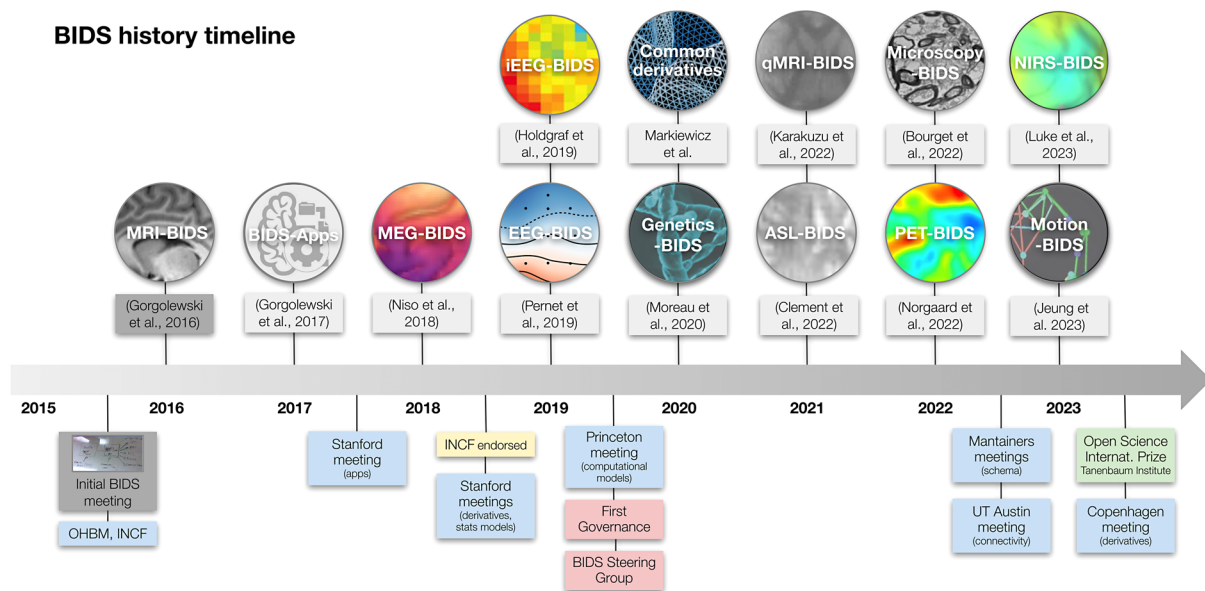 BIDS history timeline
iEEG-BIDS
Common
derivatives
qMRI-BIDS
Microscopy
-BIDS
NIRS-BIDS
(Holdgraf et
al., 2019)
Markiewicz
et al.
(Karakuzu et
al., 2022)
(Bourget et
al., 2022)
(Luke et al.,
2023)
MRI-BIDS
BIDS-Apps
MEG-BIDS
EEG-BIDS
Genetics
-BIDS
ASL-BIDS
PET-BIDS
Motion
-BIDS
(Gorgolewski
et al., 2016)
(Gorgolewski
et al., 2017)
(Niso et al.,
2018)
(Pernet et
al., 2019)
(Moreau et
al., 2020)
(Clement et
al., 2022)
(Norgaard et
al., 2022)
(Jeung et
al. 2023)
2015
2016
2017
2018
2019
2020
2021
2022
2023
Initial BIDS
meeting
OHBM, INCF
Stanford
meeting
(apps)
INCF endorsed
Stanford
meetings
(derivatives,
stats models)
Princeton
meeting
(computational
models)
First
Governance
BIDS Steering
Group
Mantainers
meetings
(schema)
UT Austin
meeting
(connectivity)
Open Science
Internat. Prize
Tanenbaum Institute
Copenhagen
meeting
(derivatives)